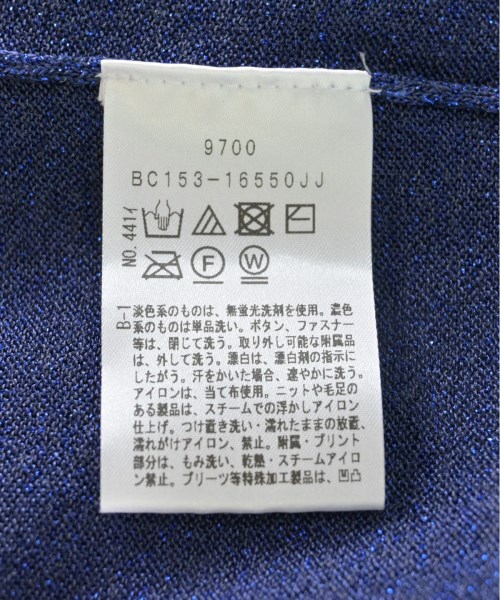 9700
BC153-16550JJ
NO.441イ
F
W
B-1
淡色系のものは、無蛍光洗剤を使用。濃色
系のものは単品洗い。ボタン、ファスナー
等は、閉じて洗う。取り外し可能な附属品
は、外して洗う。漂白は、漂白剤の指示に
したがう。汗をかいた場合、速やかに洗う。
アイロンは、当て布使用。ニットや毛足の
ある製品は、スチームでの浮かしアイロン
仕上げ。つけ置き洗い・濡れたままの放置、
濡れがけアイロン、禁止。附属・プリント
部分は、もみ洗い、乾熱・スチームアイロ
ン禁止。プリーツ等特殊加工製品は、凹凸